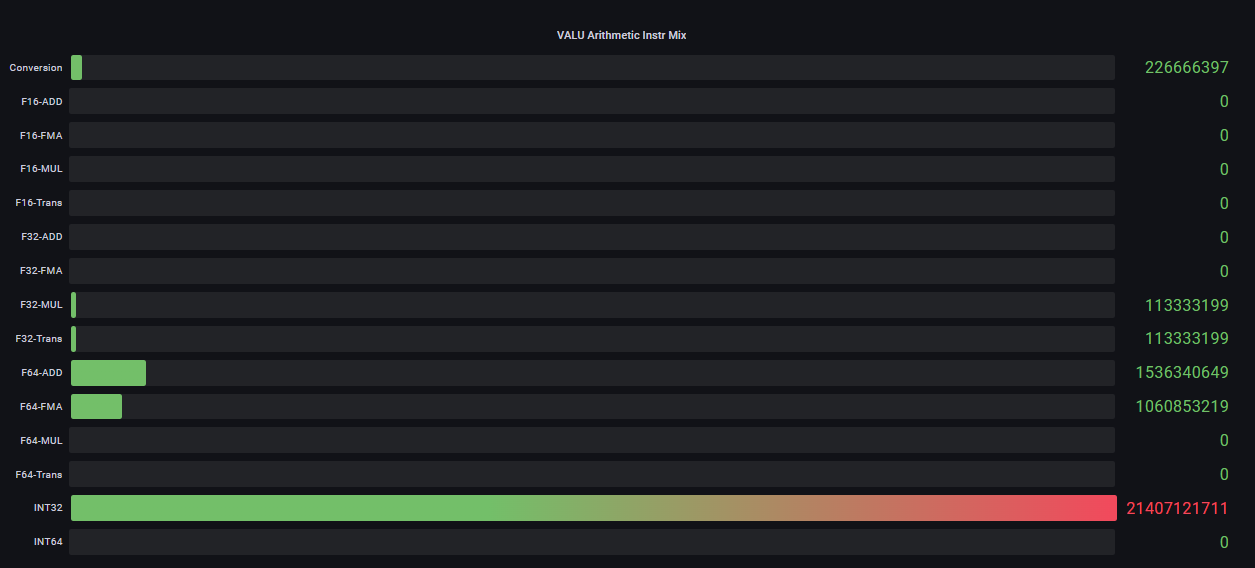 VALU Arithmetic Instr Mix
Conversion 226666397
F16-ADD 0
F16-FMA 0
F16-MUL 0
F16-Trans 0
F32-ADD 0
F32-FMA 0
F32-MUL 113333199
F32-Trans 113333199
F64-ADD 1536340649
F64-FMA 1060853219
F64-MUL 0
F64-Trans 0
INT32 21407121711
INT64 0